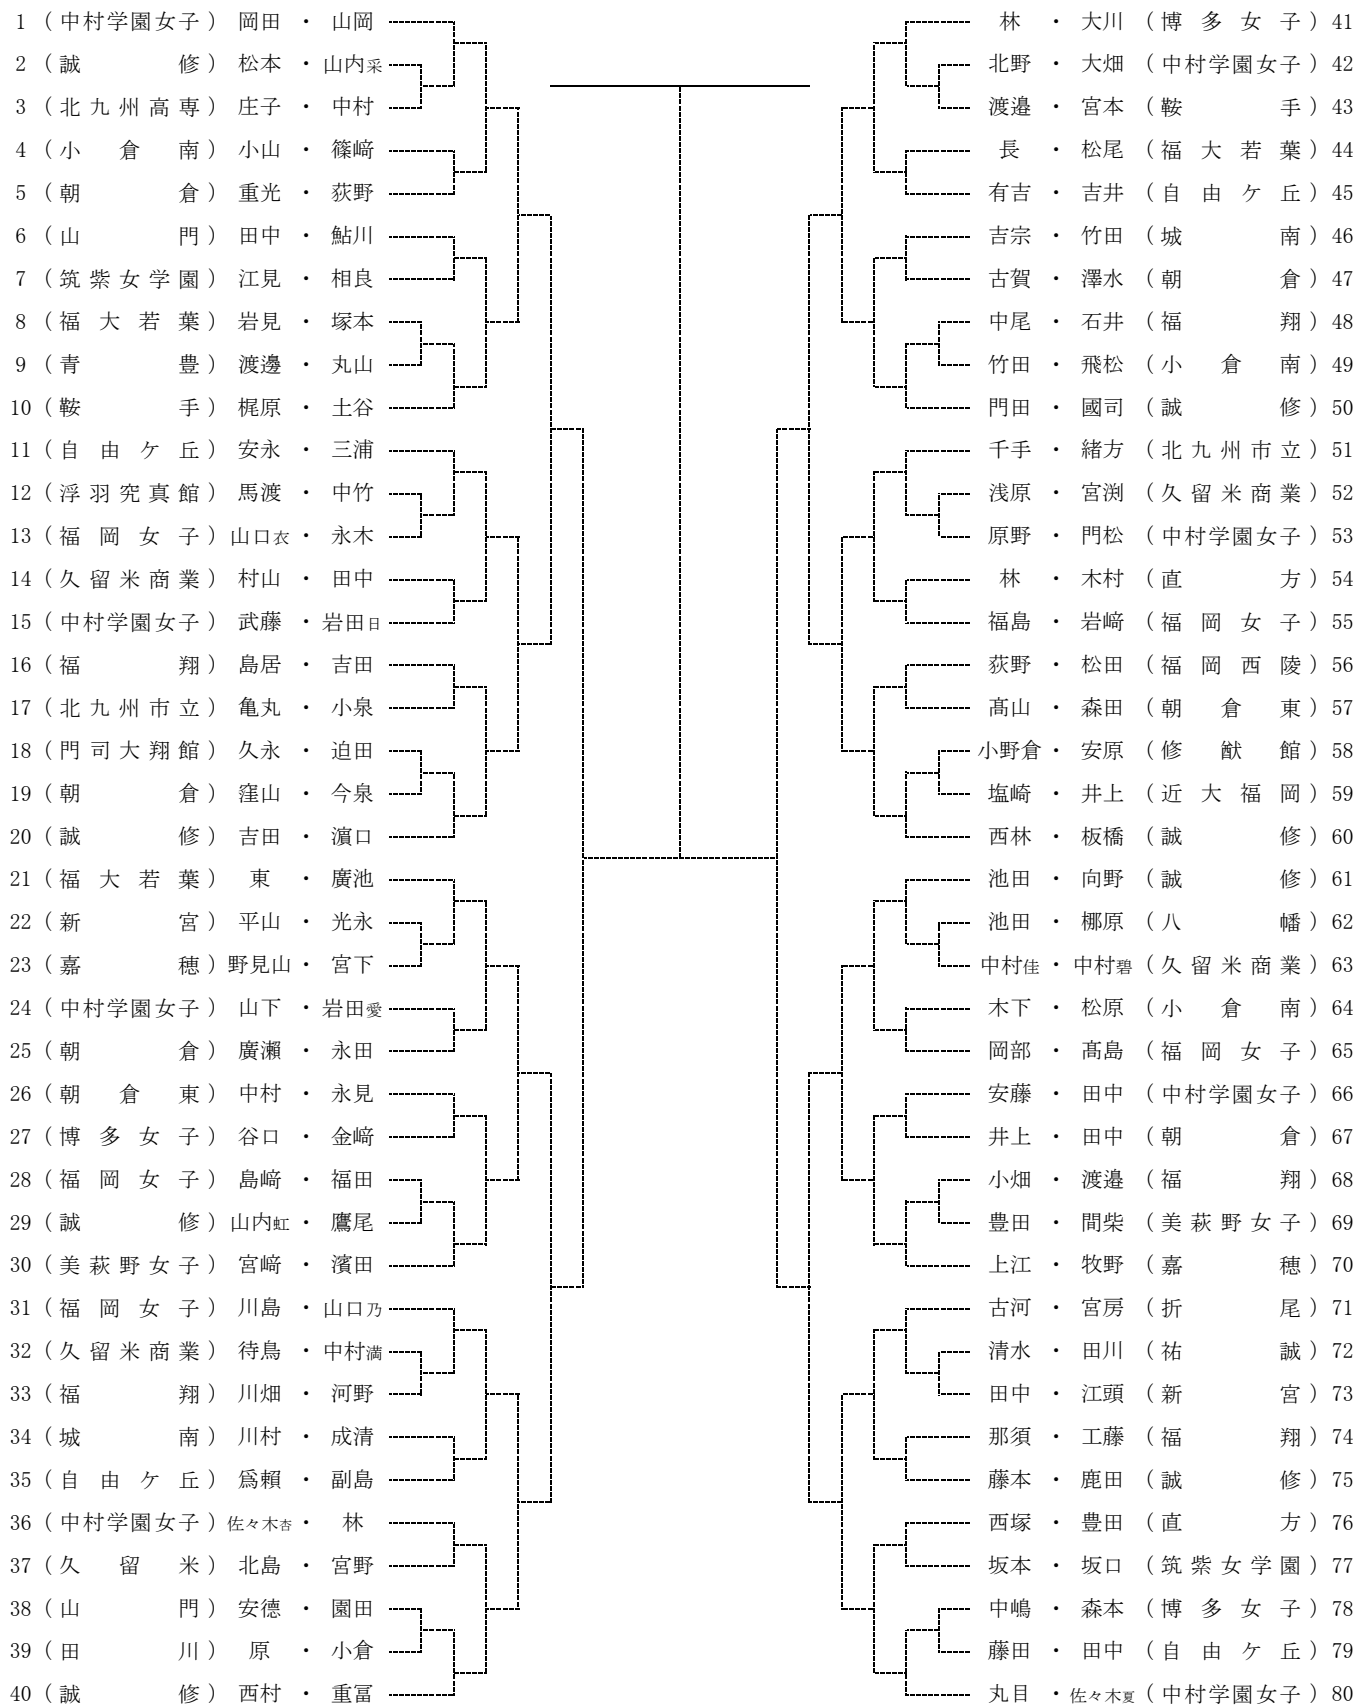 1（中村学園女子）岡田・山岡
2（誠修）松本・山内采
3（北九州高専）庄子・中村
4（小倉南）小山・篠﨑
5（朝倉）重光・荻野
6（山門）田中・鮎川
7（筑紫女学園）江見・相良
8（福大若葉）岩見・塚本
9（青豊）渡邊・丸山
10（鞍手）梶原・土谷
11（自由ケ丘）安永・三浦
12（浮羽究真館）馬渡・中竹
13（福岡女子）山口衣・永木
14（久留米商業）村山・田中
15（中村学園女子）武藤・岩田日
16（福翔）島居・吉田
17（北九州市立）亀丸・小泉
18（門司大翔館）久永・迫田
19（朝倉）窪山・今泉
20（誠修）吉田・濵口
21（福大若葉）東・廣池
22（新宮）平山・光永
23（嘉穂）野見山・宮下
24（中村学園女子）山下・岩田愛
25（朝倉）廣瀨・永田
26（朝倉東）中村・永見
27（博多女子）谷口・金﨑
28（福岡女子）島﨑・福田
29（誠修）山内虹・鷹尾
30（美萩野女子）宮﨑・濱田
31（福岡女子）川島・山口乃
32（久留米商業）待鳥・中村満
33（福翔）川畑・河野
34（城南）川村・成清
35（自由ケ丘）爲頼・副島
36（中村学園女子）佐々木杏・林
37（久留米）北島・宮野
38（山門）安德・園田
39（田川）原・小倉
40（誠修）西村・重冨
林・大川（博多女子）41
北野・大畑（中村学園女子）42
渡邉・宮本（鞍手）43
長・松尾（福大若葉）44
有吉・吉井（自由ケ丘）45
吉宗・竹田（城南）46
古賀・澤水（朝倉）47
中尾・石井（福翔）48
竹田・飛松（小倉南）49
門田・國司（誠修）50
千手・緒方（北九州市立）51
浅原・宮渕（久留米商業）52
原野・門松（中村学園女子）53
林・木村（直方）54
福島・岩﨑（福岡女子）55
荻野・松田（福岡西陵）56
髙山・森田（朝倉東）57
小野倉・安原（修猷館）58
塩崎・井上（近大福岡）59
西林・板橋（誠修）60
池田・向野（誠修）61
池田・梛原（八幡）62
中村佳・中村碧（久留米商業）63
木下・松原（小倉南）64
岡部・髙島（福岡女子）65
安藤・田中（中村学園女子）66
井上・田中（朝倉）67
小畑・渡邉（福翔）68
豊田・間柴（美萩野女子）69
上江・牧野（嘉穂）70
古河・宮房（折尾）71
清水・田川（祐誠）72
田中・江頭（新宮）73
那須・工藤（福翔）74
藤本・鹿田（誠修）75
西塚・豊田（直方）76
坂本・坂口（筑紫女学園）77
中嶋・森本（博多女子）78
藤田・田中（自由ケ丘）79
丸目・佐々木夏（中村学園女子）80